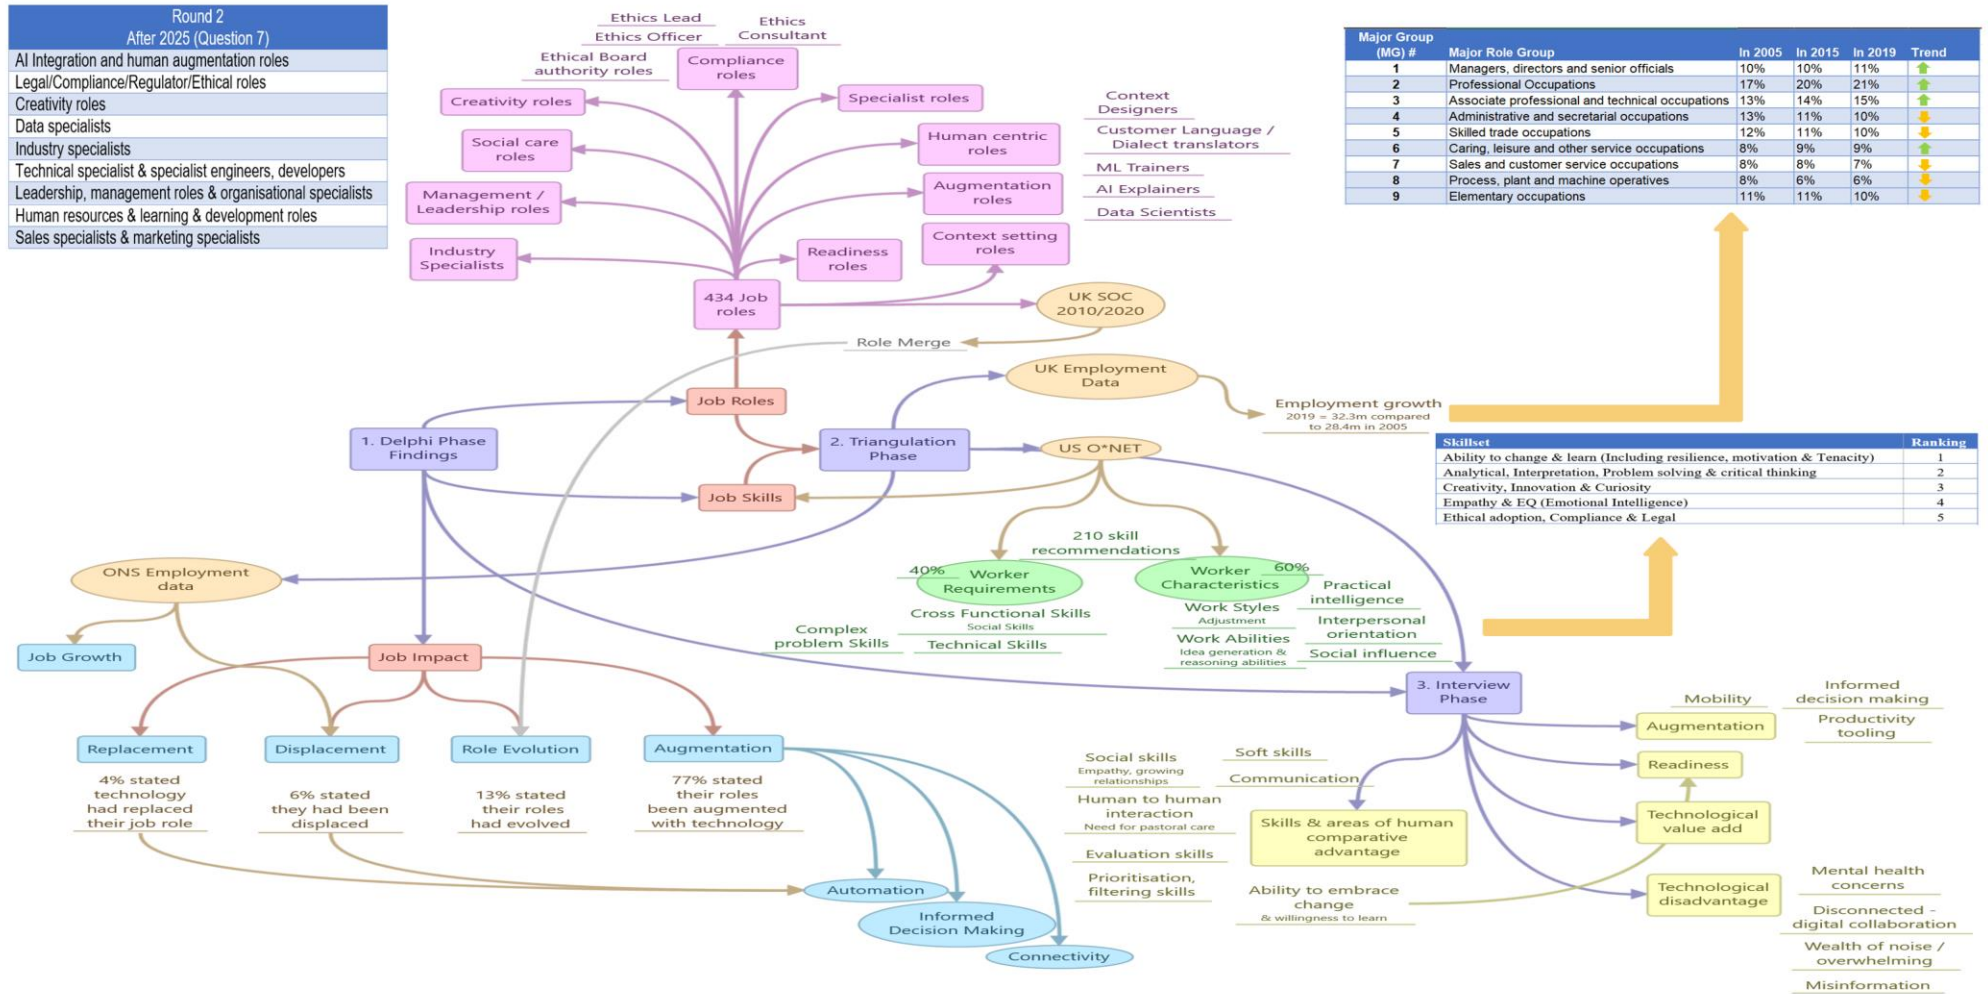 Round 2
After 2025 (Question 7)
AI Integration and human augmentation roles
Legal/Compliance/Regulator/Ethical roles
Creativity roles
Data specialists
Industry specialists
Technical specialist & specialist engineers, developers
Leadership, management roles & organisational specialists
Human resources & learning & development roles
Sales specialists & marketing specialists
Ethics Lead
Ethics Officer
Ethics
Consultant
Ethical Board
authority roles
Compliance
roles
Creativity roles
Specialist roles
Social care
roles
Human centric
roles
Management /
Leadership roles
Augmentation
roles
Industry
Specialists
Readiness
roles
Context setting
roles
Context
Designers
Customer Language /
Dialect translators
ML Trainers
AI Explainers
Data Scientists
434 Job
roles
UK SOC
2010/2020
Role Merge
Major Group
(MG) # Major Role Group In 2005 In 2015 In 2019 Trend
1 Managers, directors and senior officials 10% 10% 11%
2 Professional Occupations 17% 20% 21%
3 Associate professional and technical occupations 13% 14% 15%
4 Administrative and secretarial occupations 13% 11% 10%
5 Skilled trade occupations 12% 11% 10%
6 Caring, leisure and other service occupations 8% 9% 9%
7 Sales and customer service occupations 8% 8% 7%
8 Process, plant and machine operatives 8% 6% 6%
9 Elementary occupations 11% 11% 10%
UK Employment
Data
Employment growth
2019 = 32.3m compared
to 28.4m in 2005
Job Roles
1. Delphi Phase
Findings
2. Triangulation
Phase
US O*NET
Job Skills
Skillset Ranking
Ability to change & learn (Including resilience, motivation & Tenacity) 1
Analytical, Interpretation, Problem solving & critical thinking 2
Creativity, Innovation & Curiosity 3
Empathy & EQ (Emotional Intelligence) 4
Ethical adoption, Compliance & Legal 5
210 skill
recommendations
40%
Worker
Requirements
60%
Worker
Characteristics
Cross Functional Skills
Social Skills
Complex
problem Skills
Technical Skills
Work Styles
Adjustment
Work Abilities
Idea generation &
reasoning abilities
Practical
intelligence
Interpersonal
orientation
Social influence
ONS Employment
data
Job Growth
Job Impact
Replacement
Displacement
Role Evolution
Augmentation
4% stated
technology
had replaced
their job role
6% stated
they had been
displaced
13% stated
their roles
had evolved
77% stated
their roles
been augmented
with technology
Automation
Informed
Decision Making
Connectivity
3. Interview
Phase
Mobility
Informed
decision making
Augmentation
Productivity
tooling
Readiness
Technological
value add
Technological
disadvantage
Mental health
concerns
Disconnected -
digital collaboration
Wealth of noise /
overwhelming
Misinformation
Social skills
Empathy, growing
relationships
Soft skills
Communication
Human to human
interaction
Need for pastoral care
Evaluation skills
Prioritisation,
filtering skills
Skills & areas of human
comparative
advantage
Ability to embrace
change
& willingness to learn